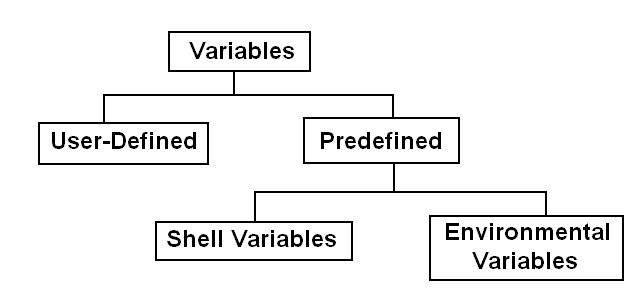 Variables
User-Defined
Predefined
Shell Variables
Environmental
Variables